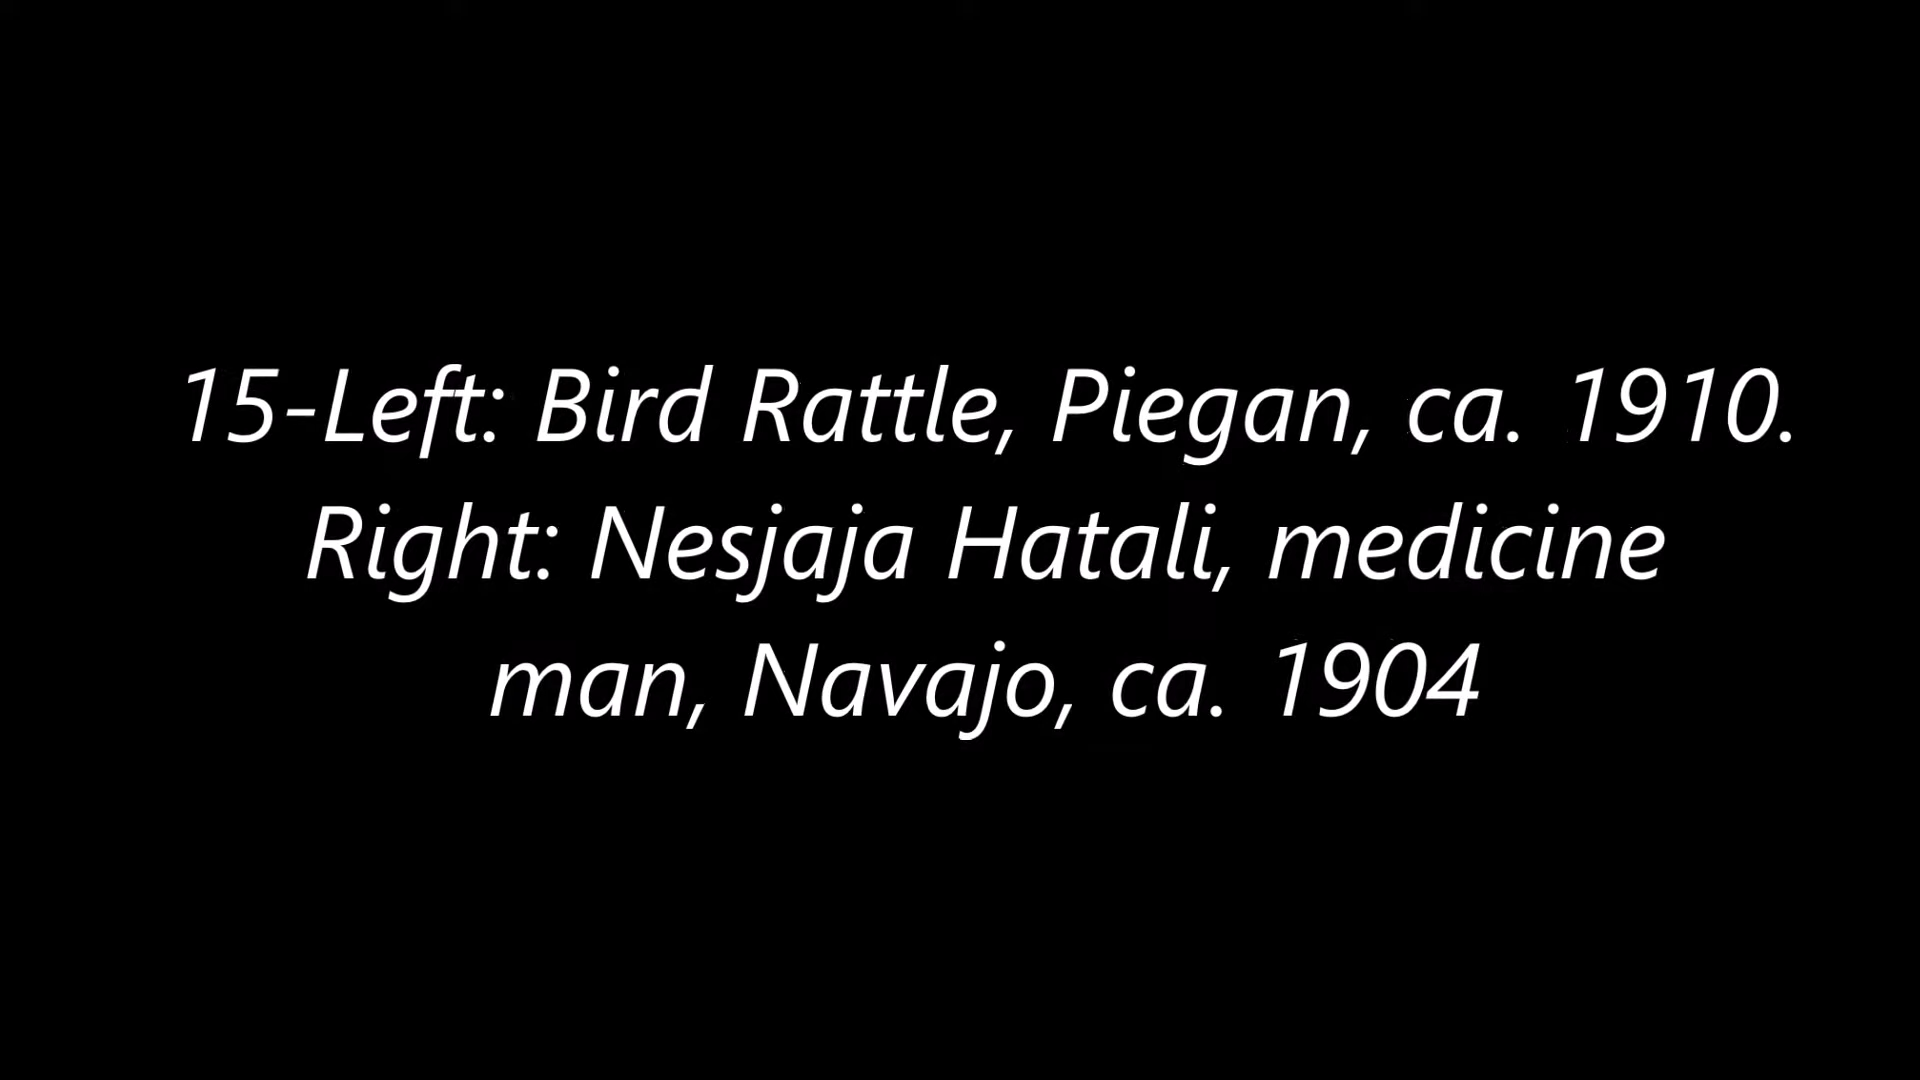 15-Left: Bird Rattle, Piegan, ca. 1910.
Right: Nesjaja Hatali, medicine
man, Navajo, ca. 1904